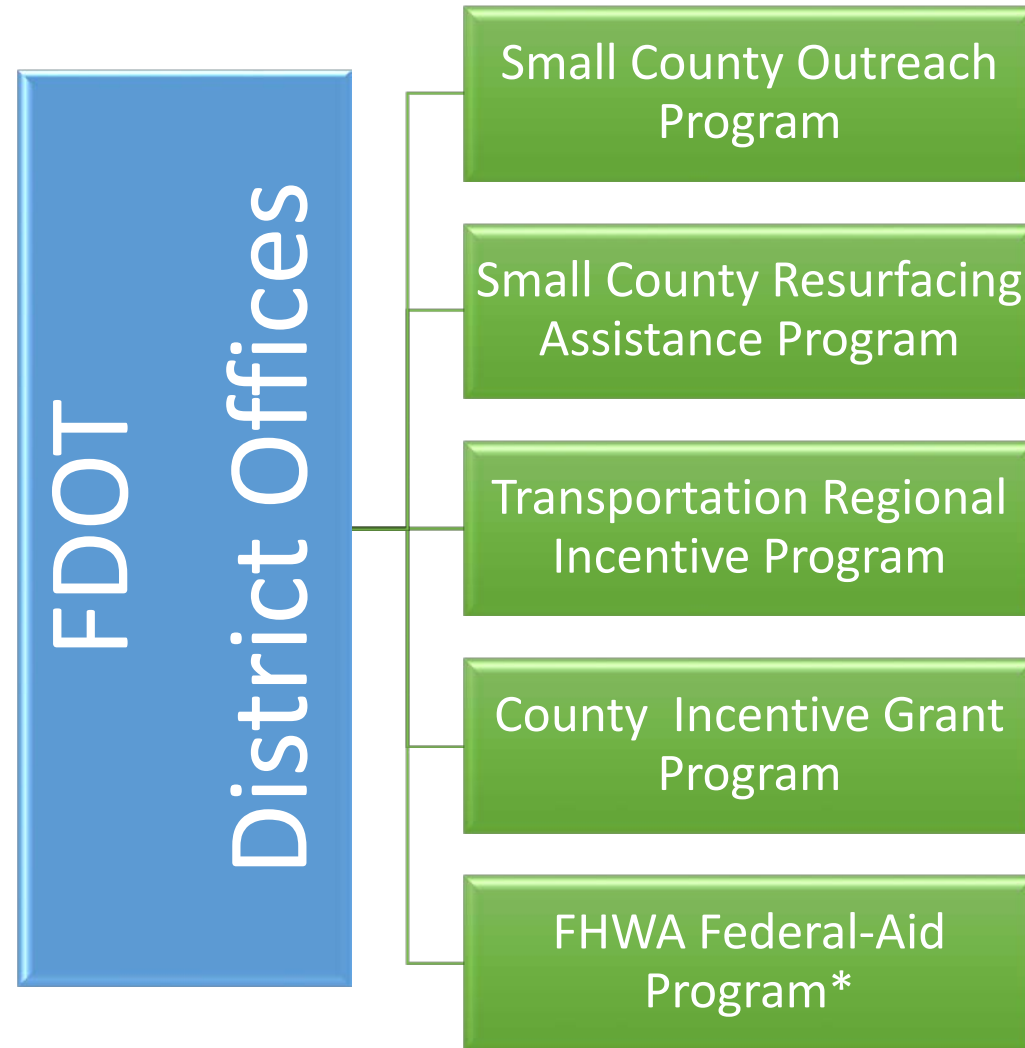 FDOT
District Offices
Small County Outreach
Program
Small County Resurfacing
Assistance Program
Transportation Regional
Incentive Program
County  Incentive Grant
Program
FHWA Federal-Aid
Program*